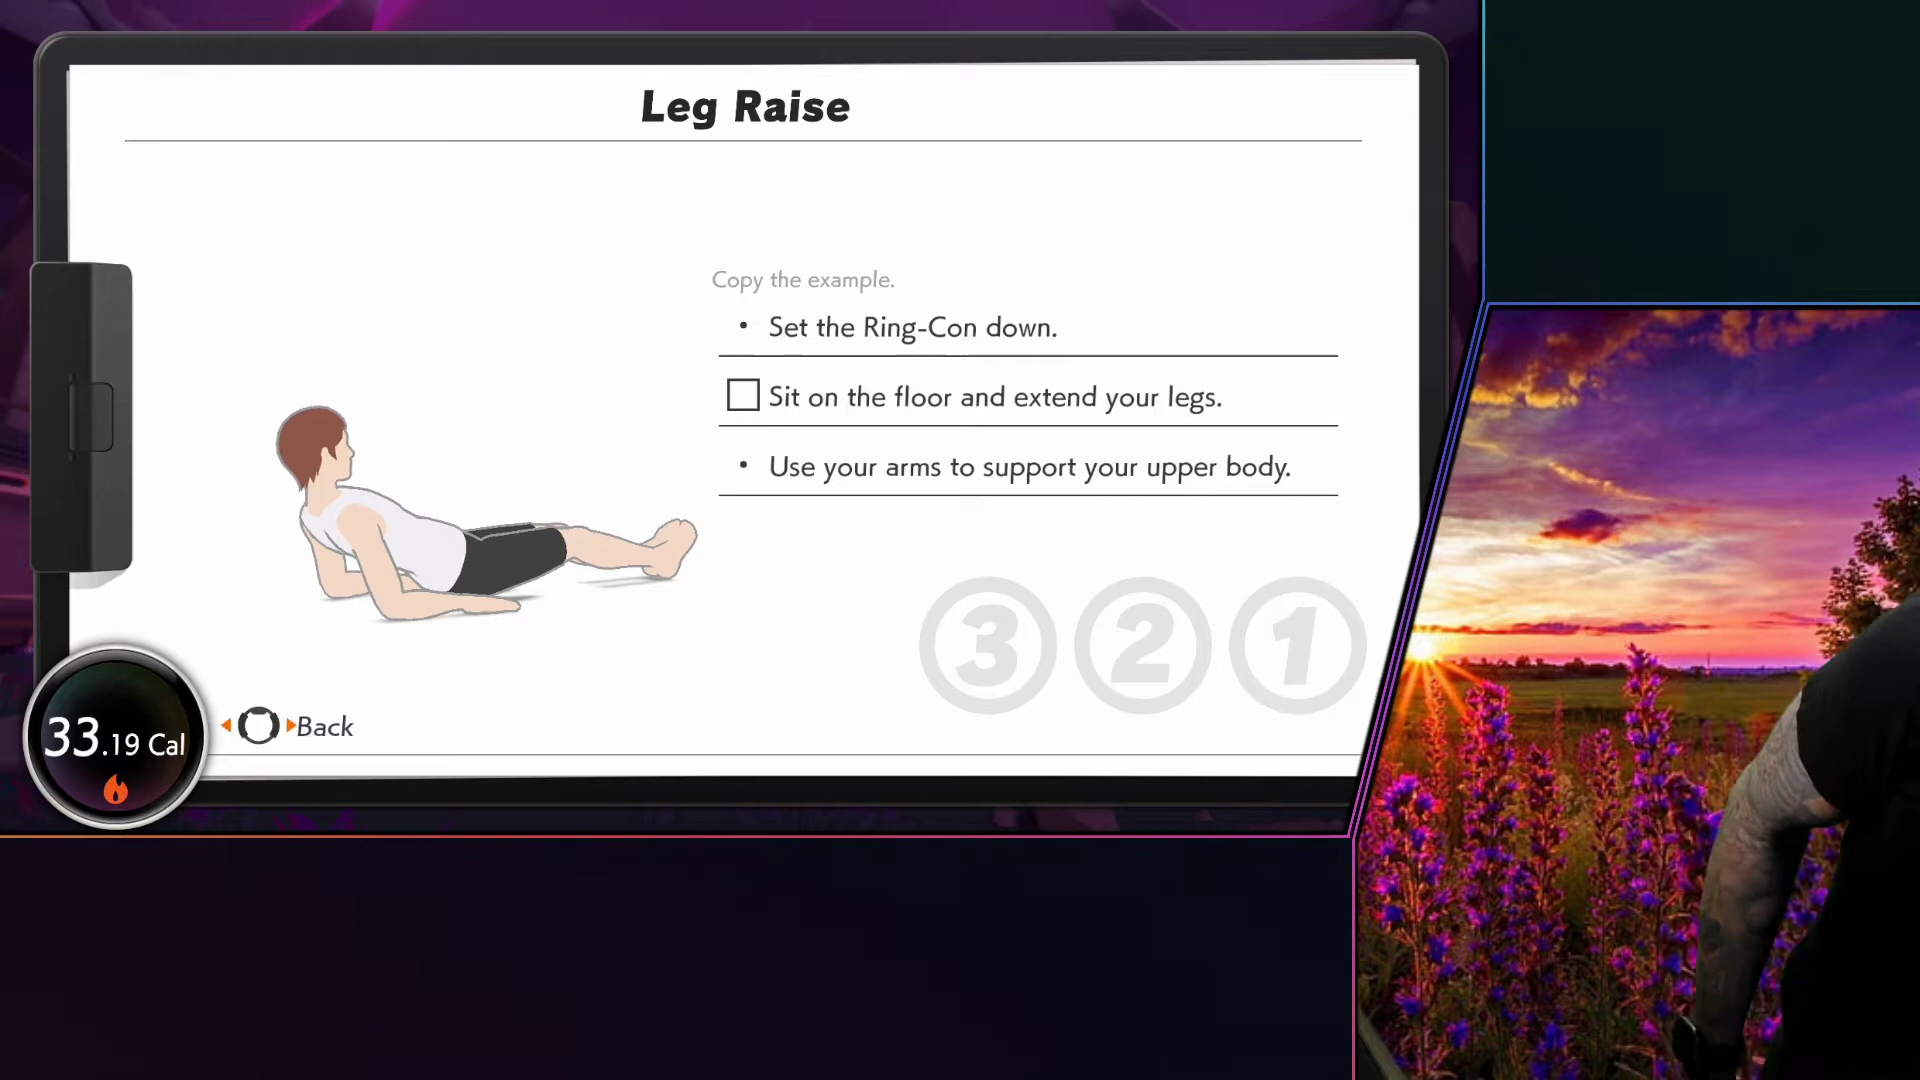 Leg Raise
Copy the example.
• Set the Ring-Con down.
Sit on the floor and extend your legs.
• Use your arms to support your upper body.
3 2 1
33.19 Cal
Back